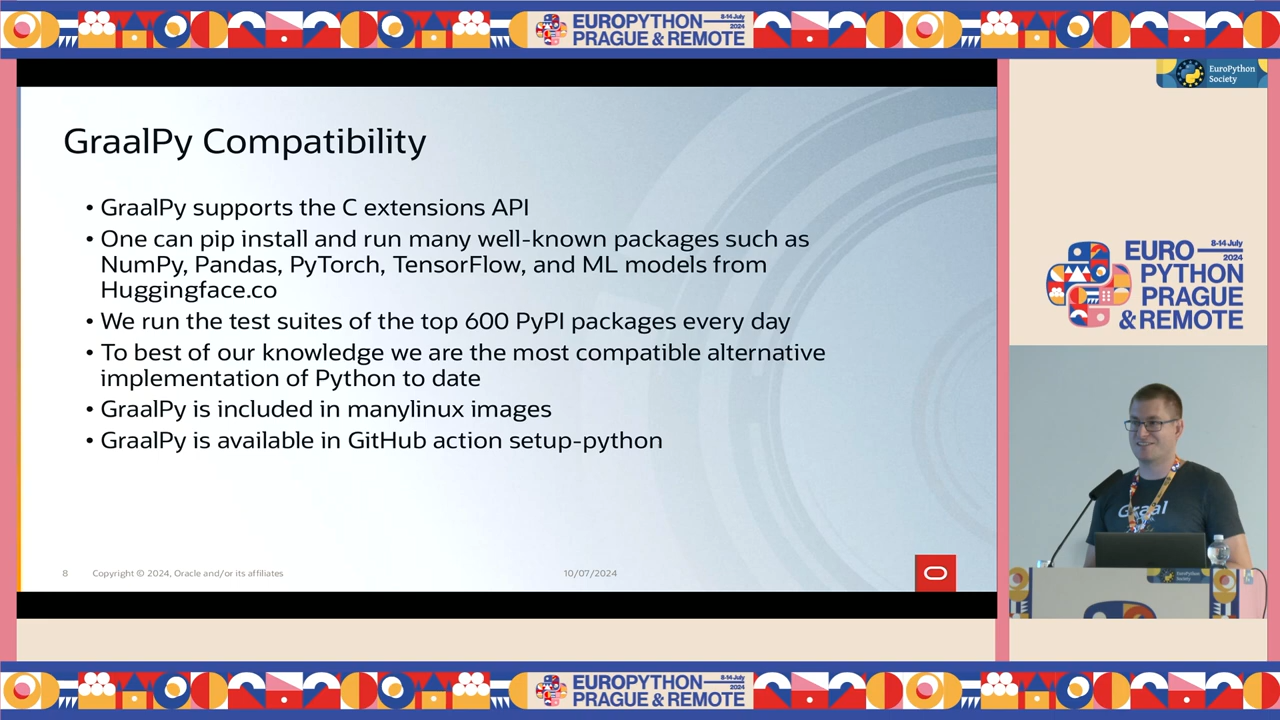 EUROPYTHON
8-14 July
2024
PRAGUE & REMOTE
EuroPython
Society
GraalPy Compatibility
• GraalPy supports the C extensions API
• One can pip install and run many well-known packages such as
NumPy, Pandas, PyTorch, TensorFlow, and ML models from
Huggingface.co
• We run the test suites of the top 600 PyPI packages every day
• To best of our knowledge we are the most compatible alternative
implementation of Python to date
• GraalPy is included in manylinux images
• GraalPy is available in GitHub action setup-python
8
Copyright © 2024, Oracle and/or its affiliates
10/07/2024
EURO
8-14 July
2024
PYTHON
PRAGUE
& REMOTE
Graal
EuroPython
Society
EUROPYTHON
8-14 July
2024
PRAGUE & REMOTE